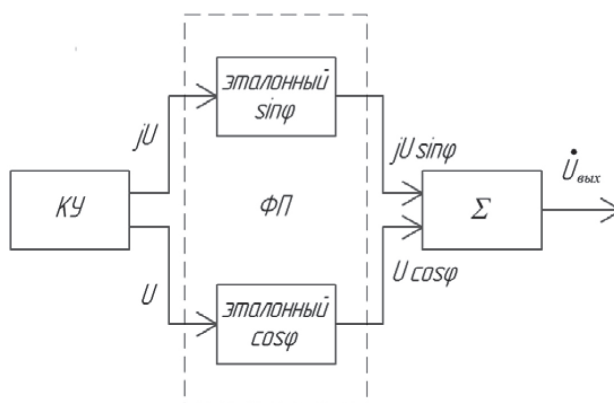 эталонный
sinφ
jU
jU sinφ
U̇вых
КУ
ФП
Σ
U
U cosφ
эталонный
cosφ